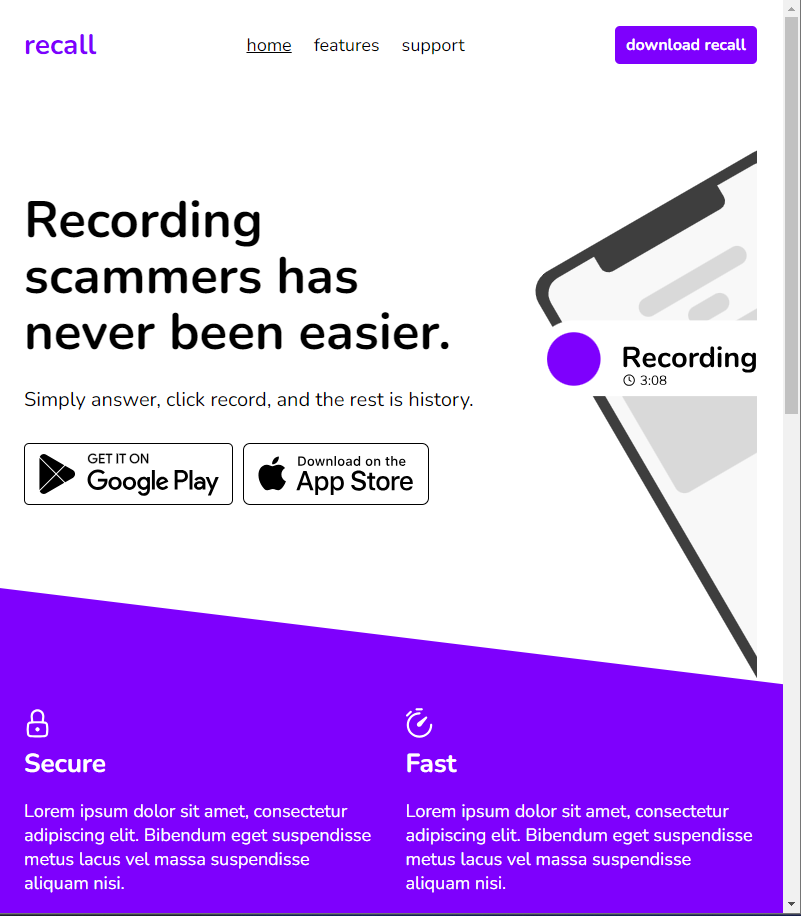 recall
home features support
download recall
Recording
scammers has
never been easier.
Simply answer, click record, and the rest is history.
GET IT ON
Google Play
Download on the
App Store
Recording
3:08
Secure
Lorem ipsum dolor sit amet, consectetur
adipiscing elit. Bibendum eget suspendisse
metus lacus vel massa suspendisse
aliquam nisi.
Fast
Lorem ipsum dolor sit amet, consectetur
adipiscing elit. Bibendum eget suspendisse
metus lacus vel massa suspendisse
aliquam nisi.